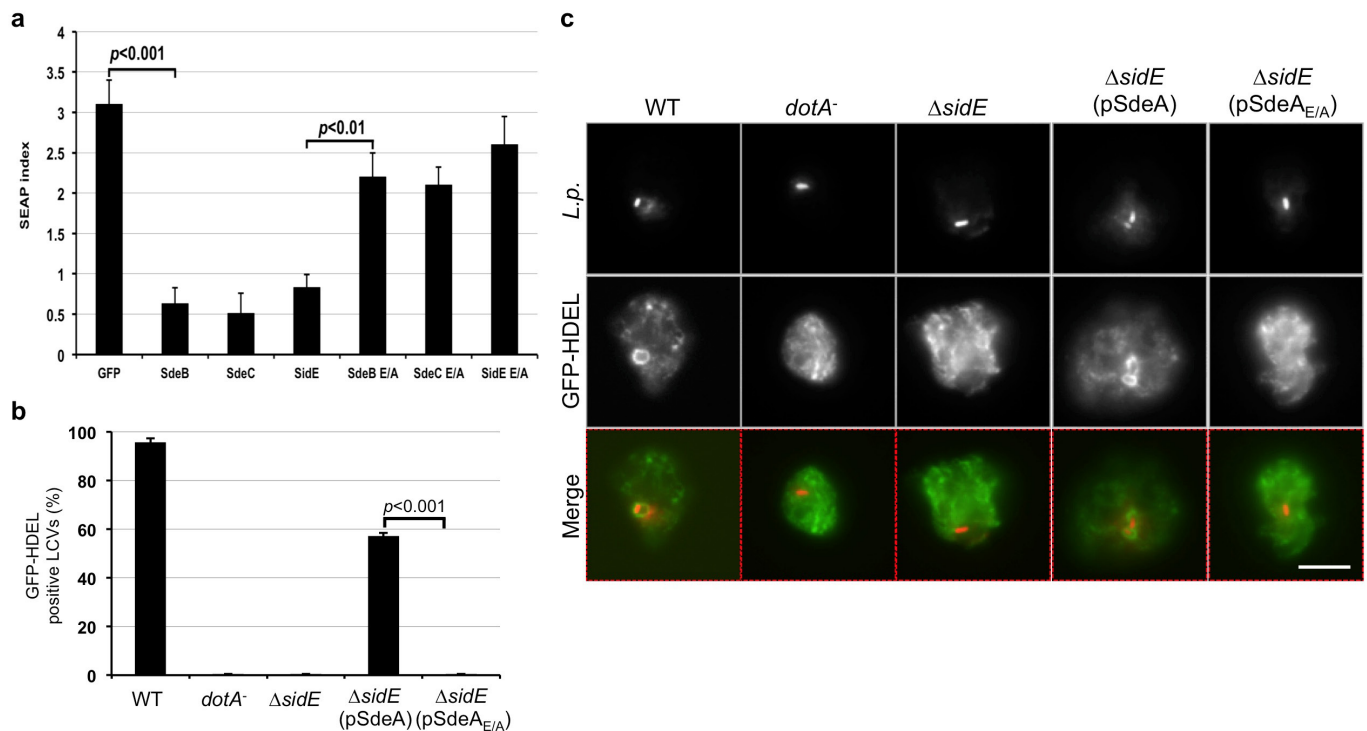 a
p<0.001
p<0.01
SEAP index
4
3.5
3
2.5
2
1.5
1
0.5
0
GFP
SdeB
SdeC
SidE
SdeB E/A
SdeC E/A
SidE E/A
b
GFP-HDEL
positive LCVs (%)
100
80
60
40
20
0
p<0.001
WT
dotA-
ΔsidE
ΔsidE
(pSdeA)
ΔsidE
(pSdeAE/A)
c
WT
dotA-
ΔsidE
ΔsidE
(pSdeA)
ΔsidE
(pSdeAE/A)
L.p.
GFP-HDEL
Merge